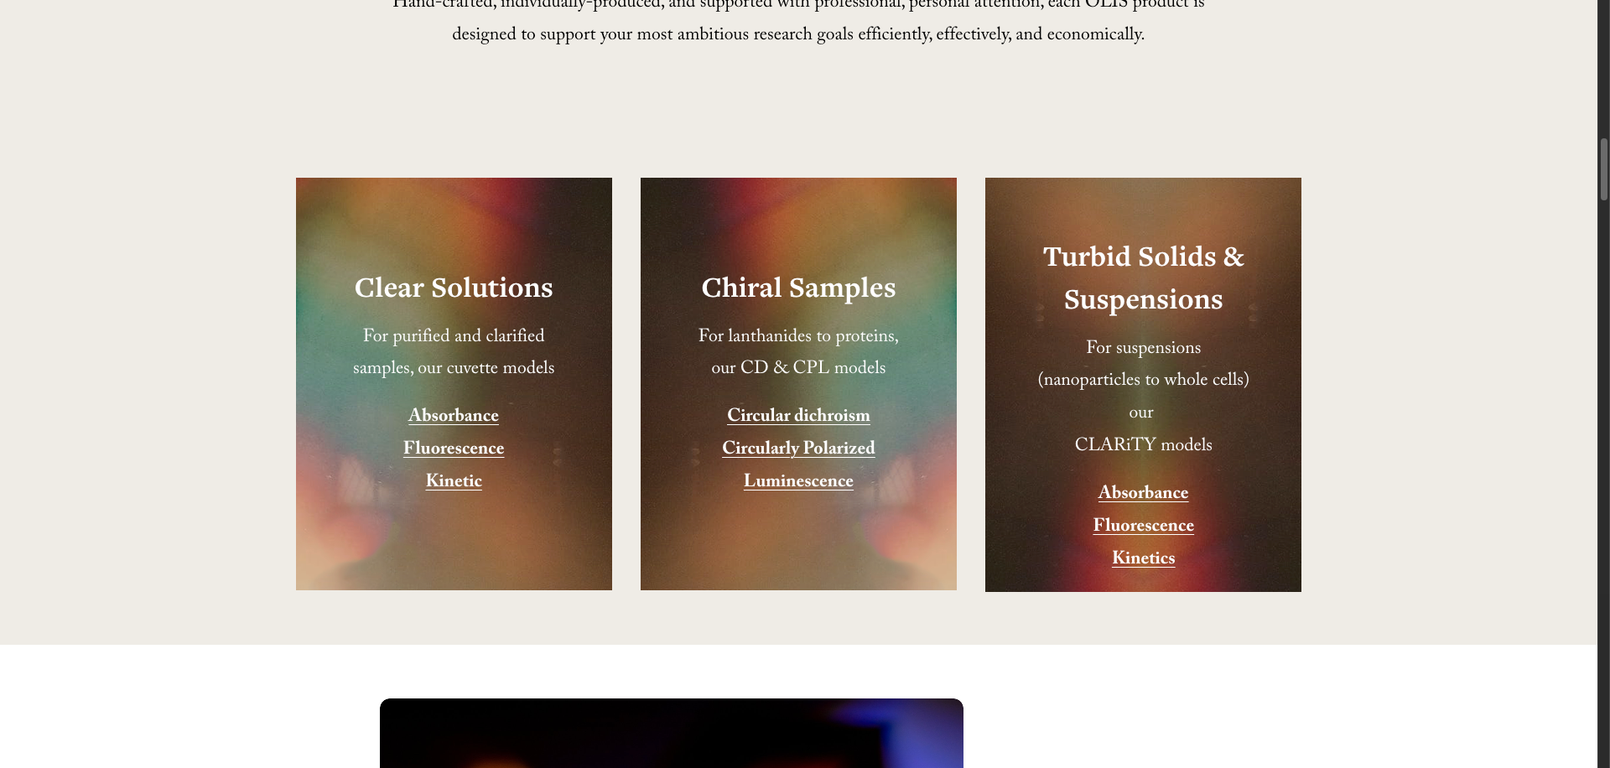 Hand-crafted, individually-produced, and supported with professional, personal attention, each OLIS product is
designed to support your most ambitious research goals efficiently, effectively, and economically.
Clear Solutions
For purified and clarified
samples, our cuvette models
Absorbance
Fluorescence
Kinetic
Chiral Samples
For lanthanides to proteins,
our CD & CPL models
Circular dichroism
Circularly Polarized
Luminescence
Turbid Solids &
Suspensions
For suspensions
(nanoparticles to whole cells)
our
CLARiTY models
Absorbance
Fluorescence
Kinetics